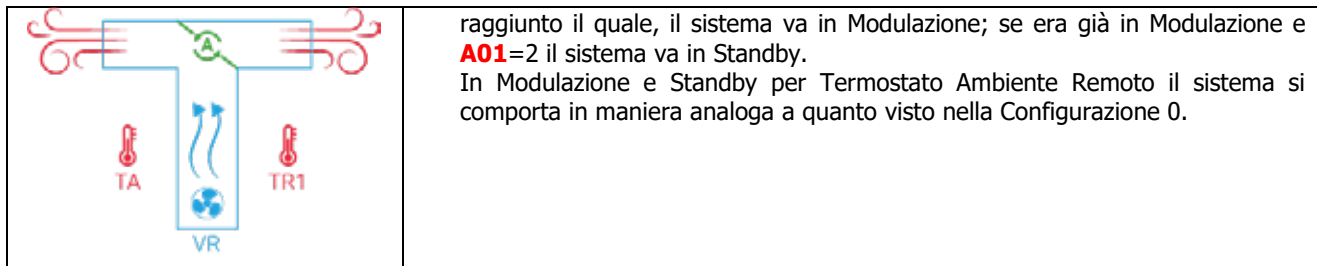 A
TA
TR1
VR
raggiunto il quale, il sistema va in Modulazione; se era già in Modulazione e
A01=2 il sistema va in Standby.
In Modulazione e Standby per Termostato Ambiente Remoto il sistema si
comporta in maniera analoga a quanto visto nella Configurazione 0.